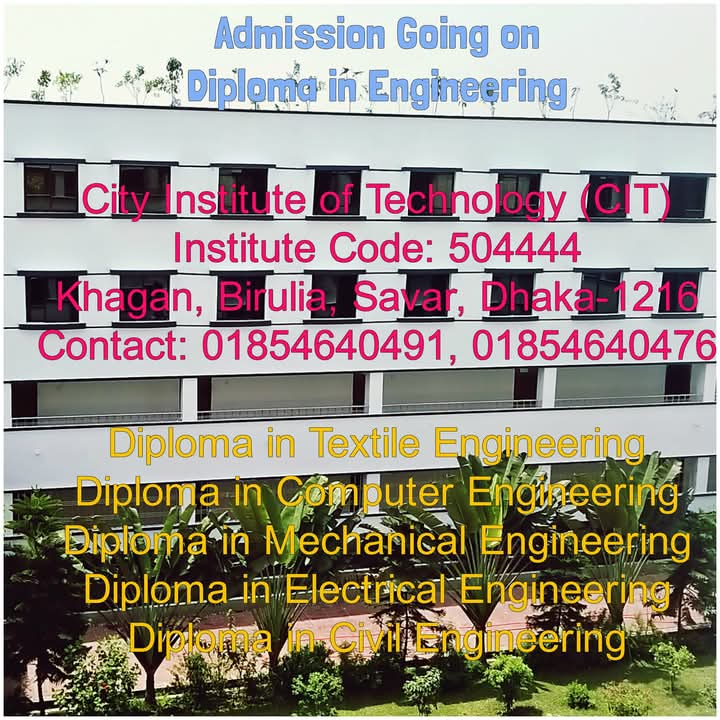 Admission Going on
Diploma in Engineering
City Institute of Technology (CIT)
Institute Code: 504444
Khagan, Birulia, Savar, Dhaka-1216
Contact: 01854640491, 01854640476
Diploma in Textile Engineering
Diploma in Computer Engineering
Diploma in Mechanical Engineering
Diploma in Electrical Engineering
Diploma in Civil Engineering